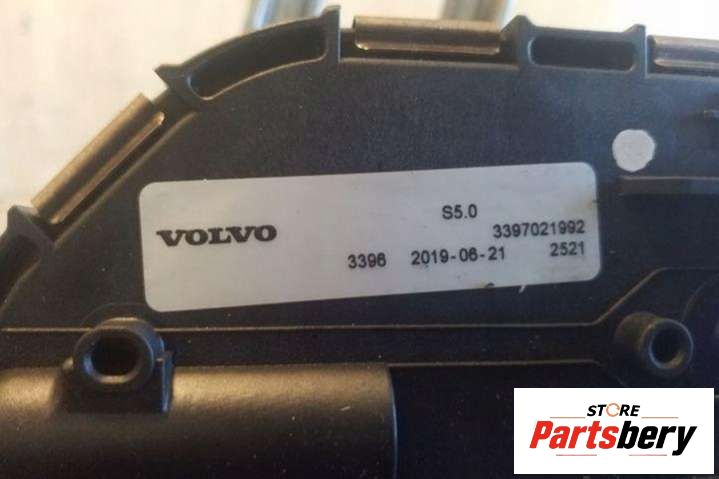 S5.0
VOLVO
3397021992
3396 2019-06-21 2521
STORE
Partsbery